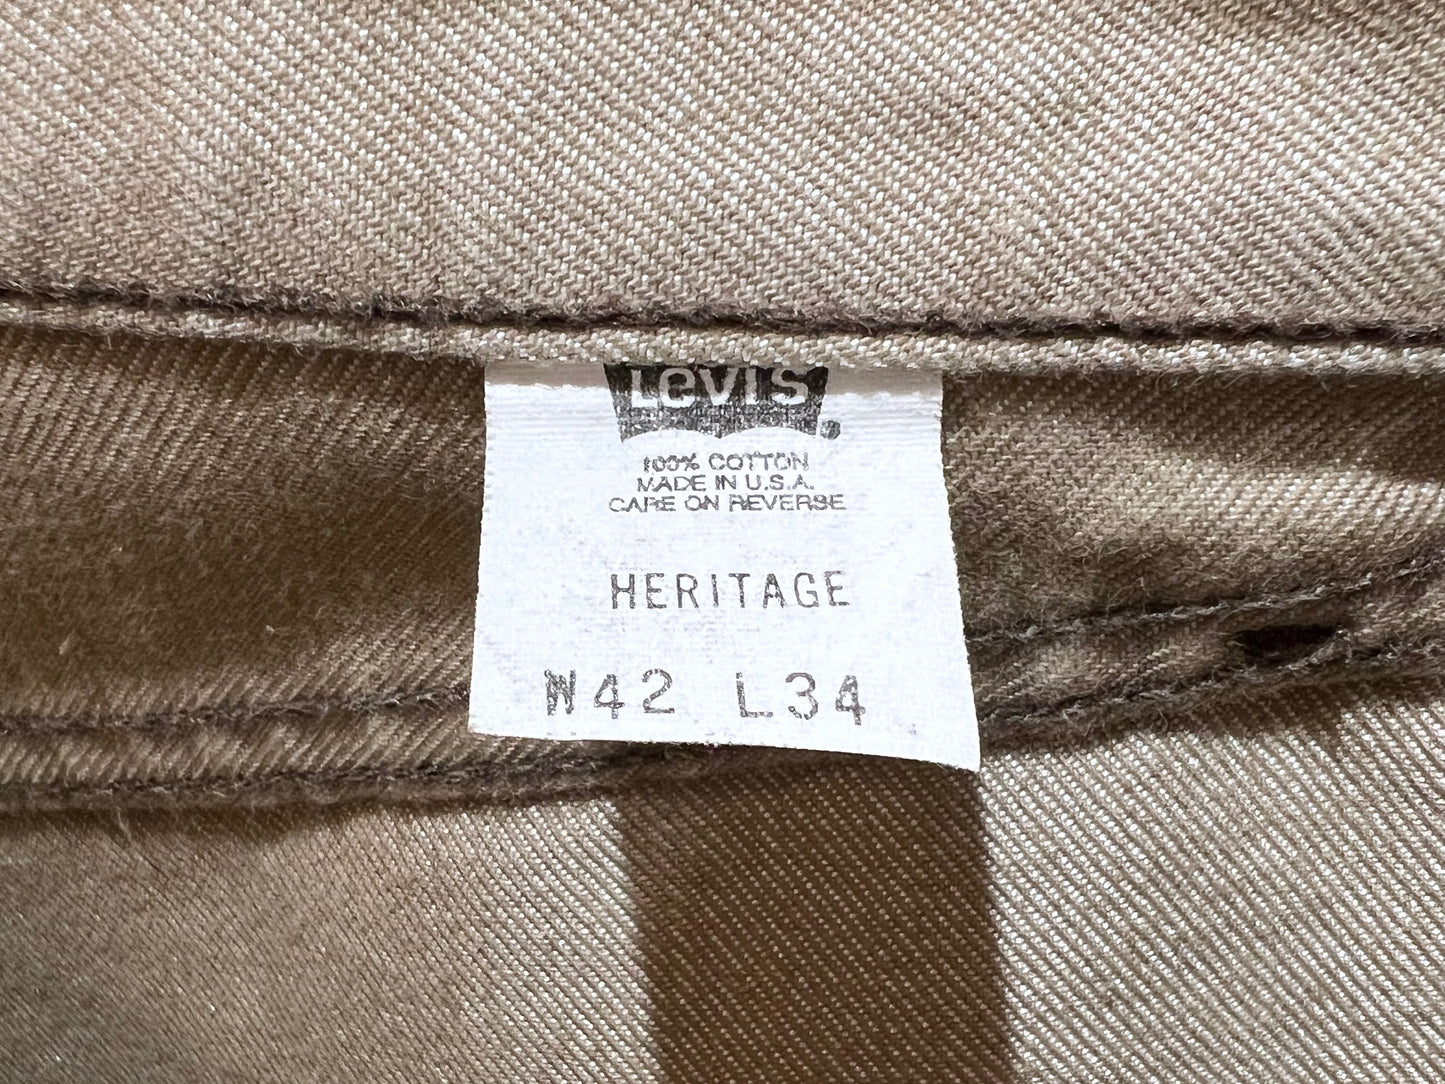 Levi's
100% COTTON
MADE IN U.S.A.
CARE ON REVERSE
HERITAGE
W42 L34